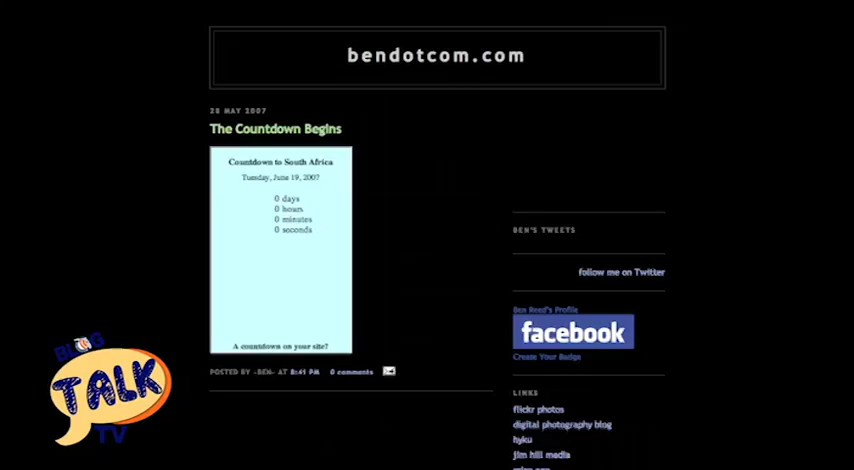 bendotcom.com
28 MAY 2007
The Countdown Begins
Countdown to South Africa
Tuesday, June 19, 2007
0 days
0 hours
0 minutes
0 seconds
A countdown on your site?
POSTED BY -BEN- AT 8:41 PM 0 comments
BEN'S TWEETS
follow me on Twitter
Ben Reed's Profile
facebook
Create Your Badge
LINKS
flickr photos
digital photography blog
hyku
jim hill media
BLOG
TALK
TV